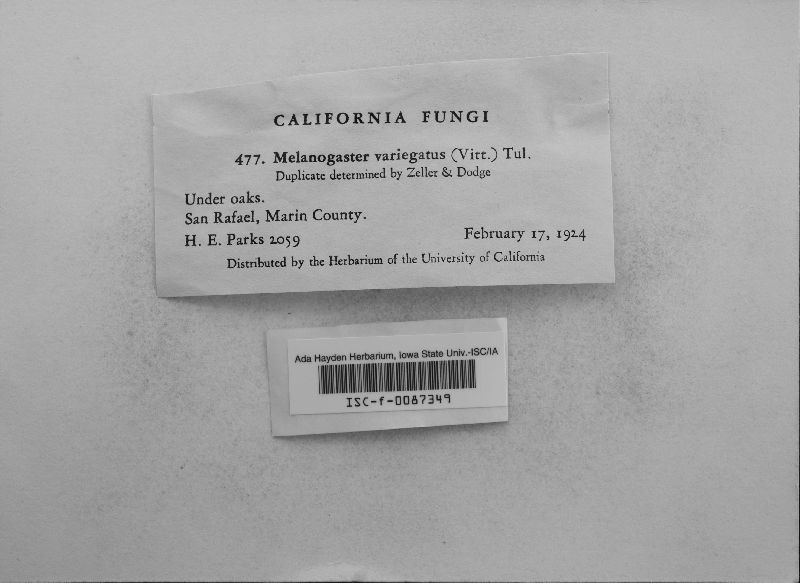 CALIFORNIA FUNGI
477. Melanogaster variegatus (Vitt.) Tul.
Duplicate determined by Zeller & Dodge
Under oaks.
San Rafael, Marin County.
H. E. Parks 2059 February 17, 1924
Distributed by the Herbarium of the University of California
Ada Hayden Herbarium, Iowa State Univ.-ISC/IA
ISC-f-0087349